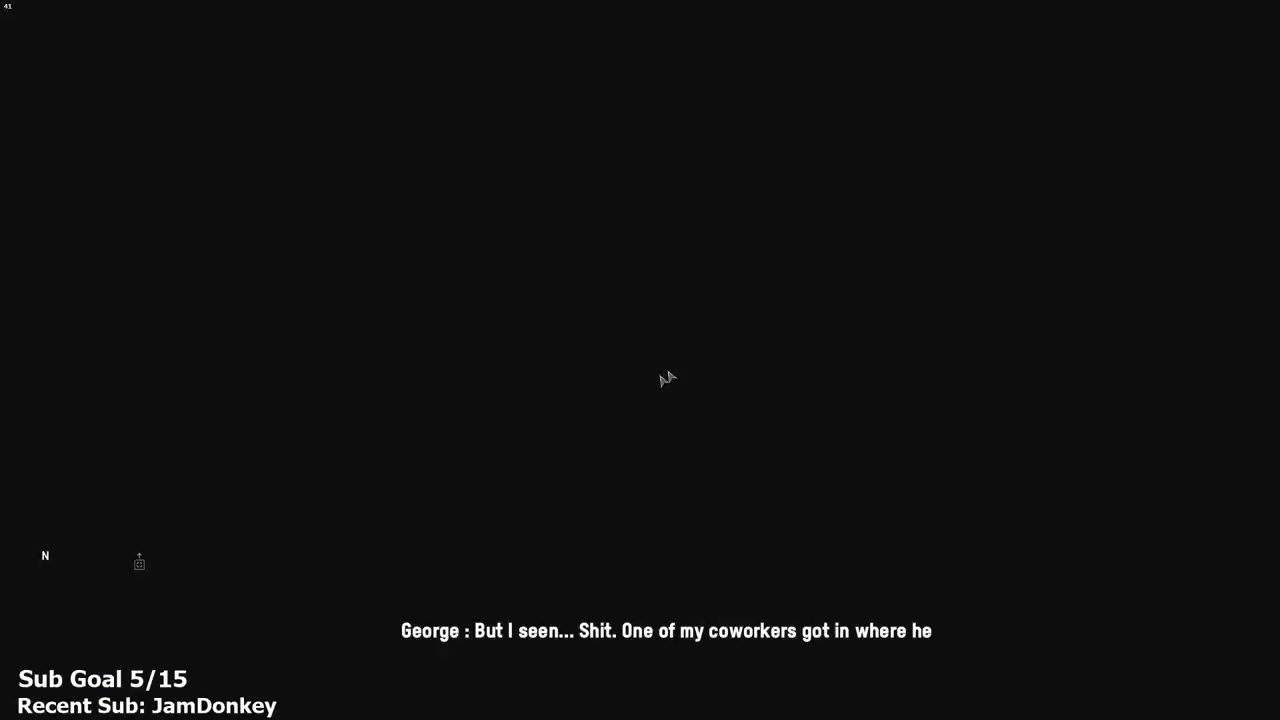 41
N
George : But I seen... Shit. One of my coworkers got in where he
Sub Goal 5/15
Recent Sub: JamDonkey